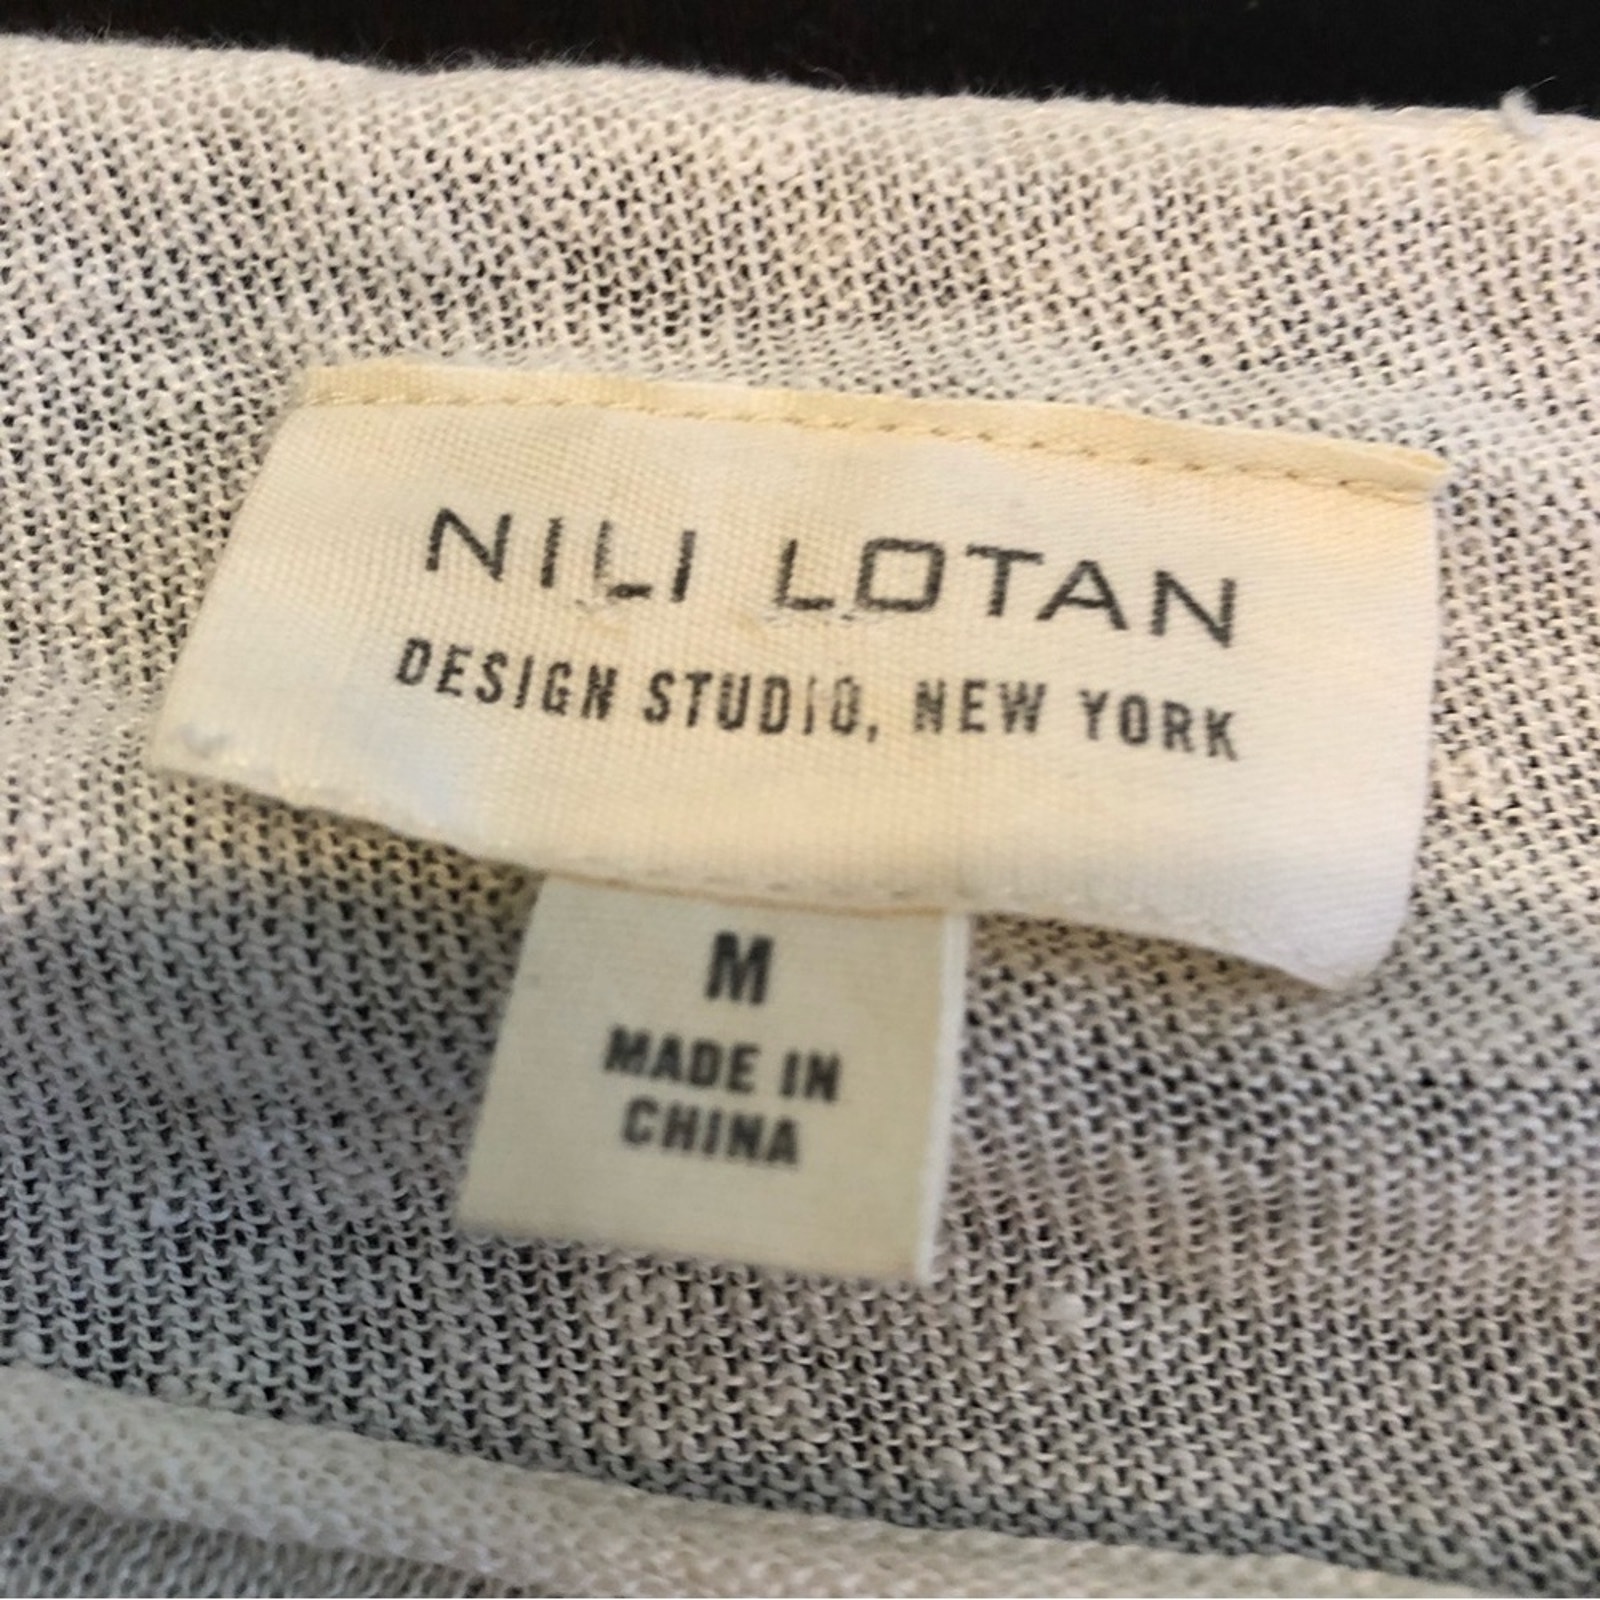 NILI LOTAN
DESIGN STUDIO, NEW YORK
M
MADE IN
CHINA